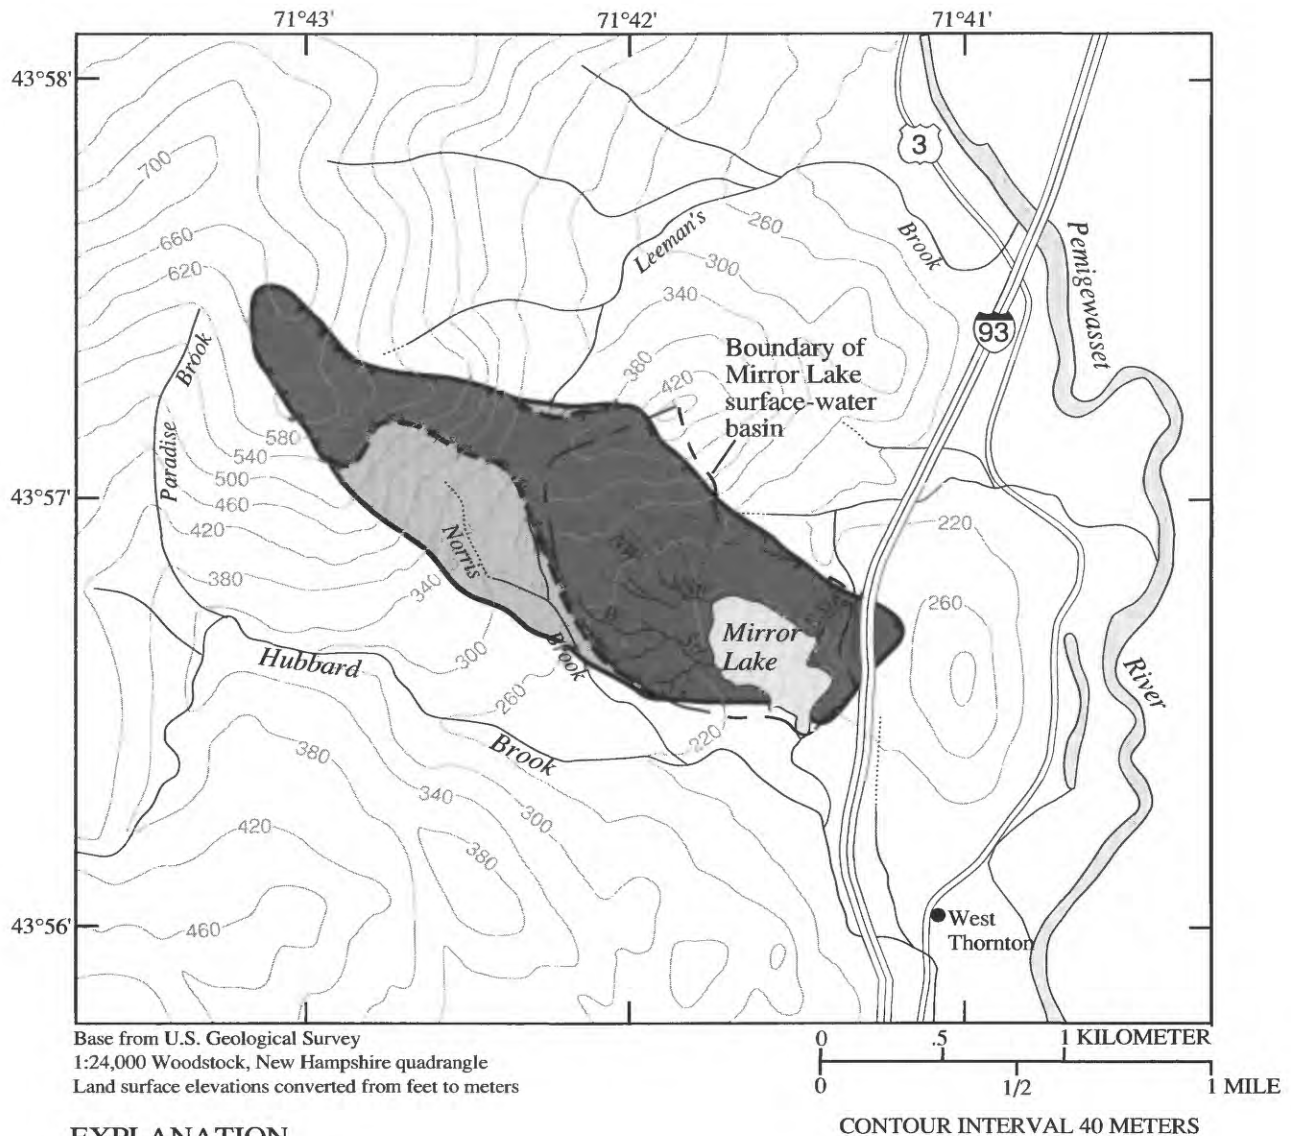 71°43' 71°42' 71°41'
43°58'
3
700
260
Leeman's
Brook
Pemigewasset
660
300
620
340
93
Boundary of
Mirror Lake
surface-water
basin
380
420
Brook
Paradise
580
540
500
43°57'
460
420
220
Norris
380
340
260
NW
W
Mirror
Lake
Brook
Hubbard
300
260
River
220
Brook
380
340
300
420
380
43°56'
460
West
Thornton
Base from U.S. Geological Survey
1:24,000 Woodstock, New Hampshire quadrangle
Land surface elevations converted from feet to meters
0 .5 1 KILOMETER
0 1/2 1 MILE
CONTOUR INTERVAL 40 METERS
EXPLANATION